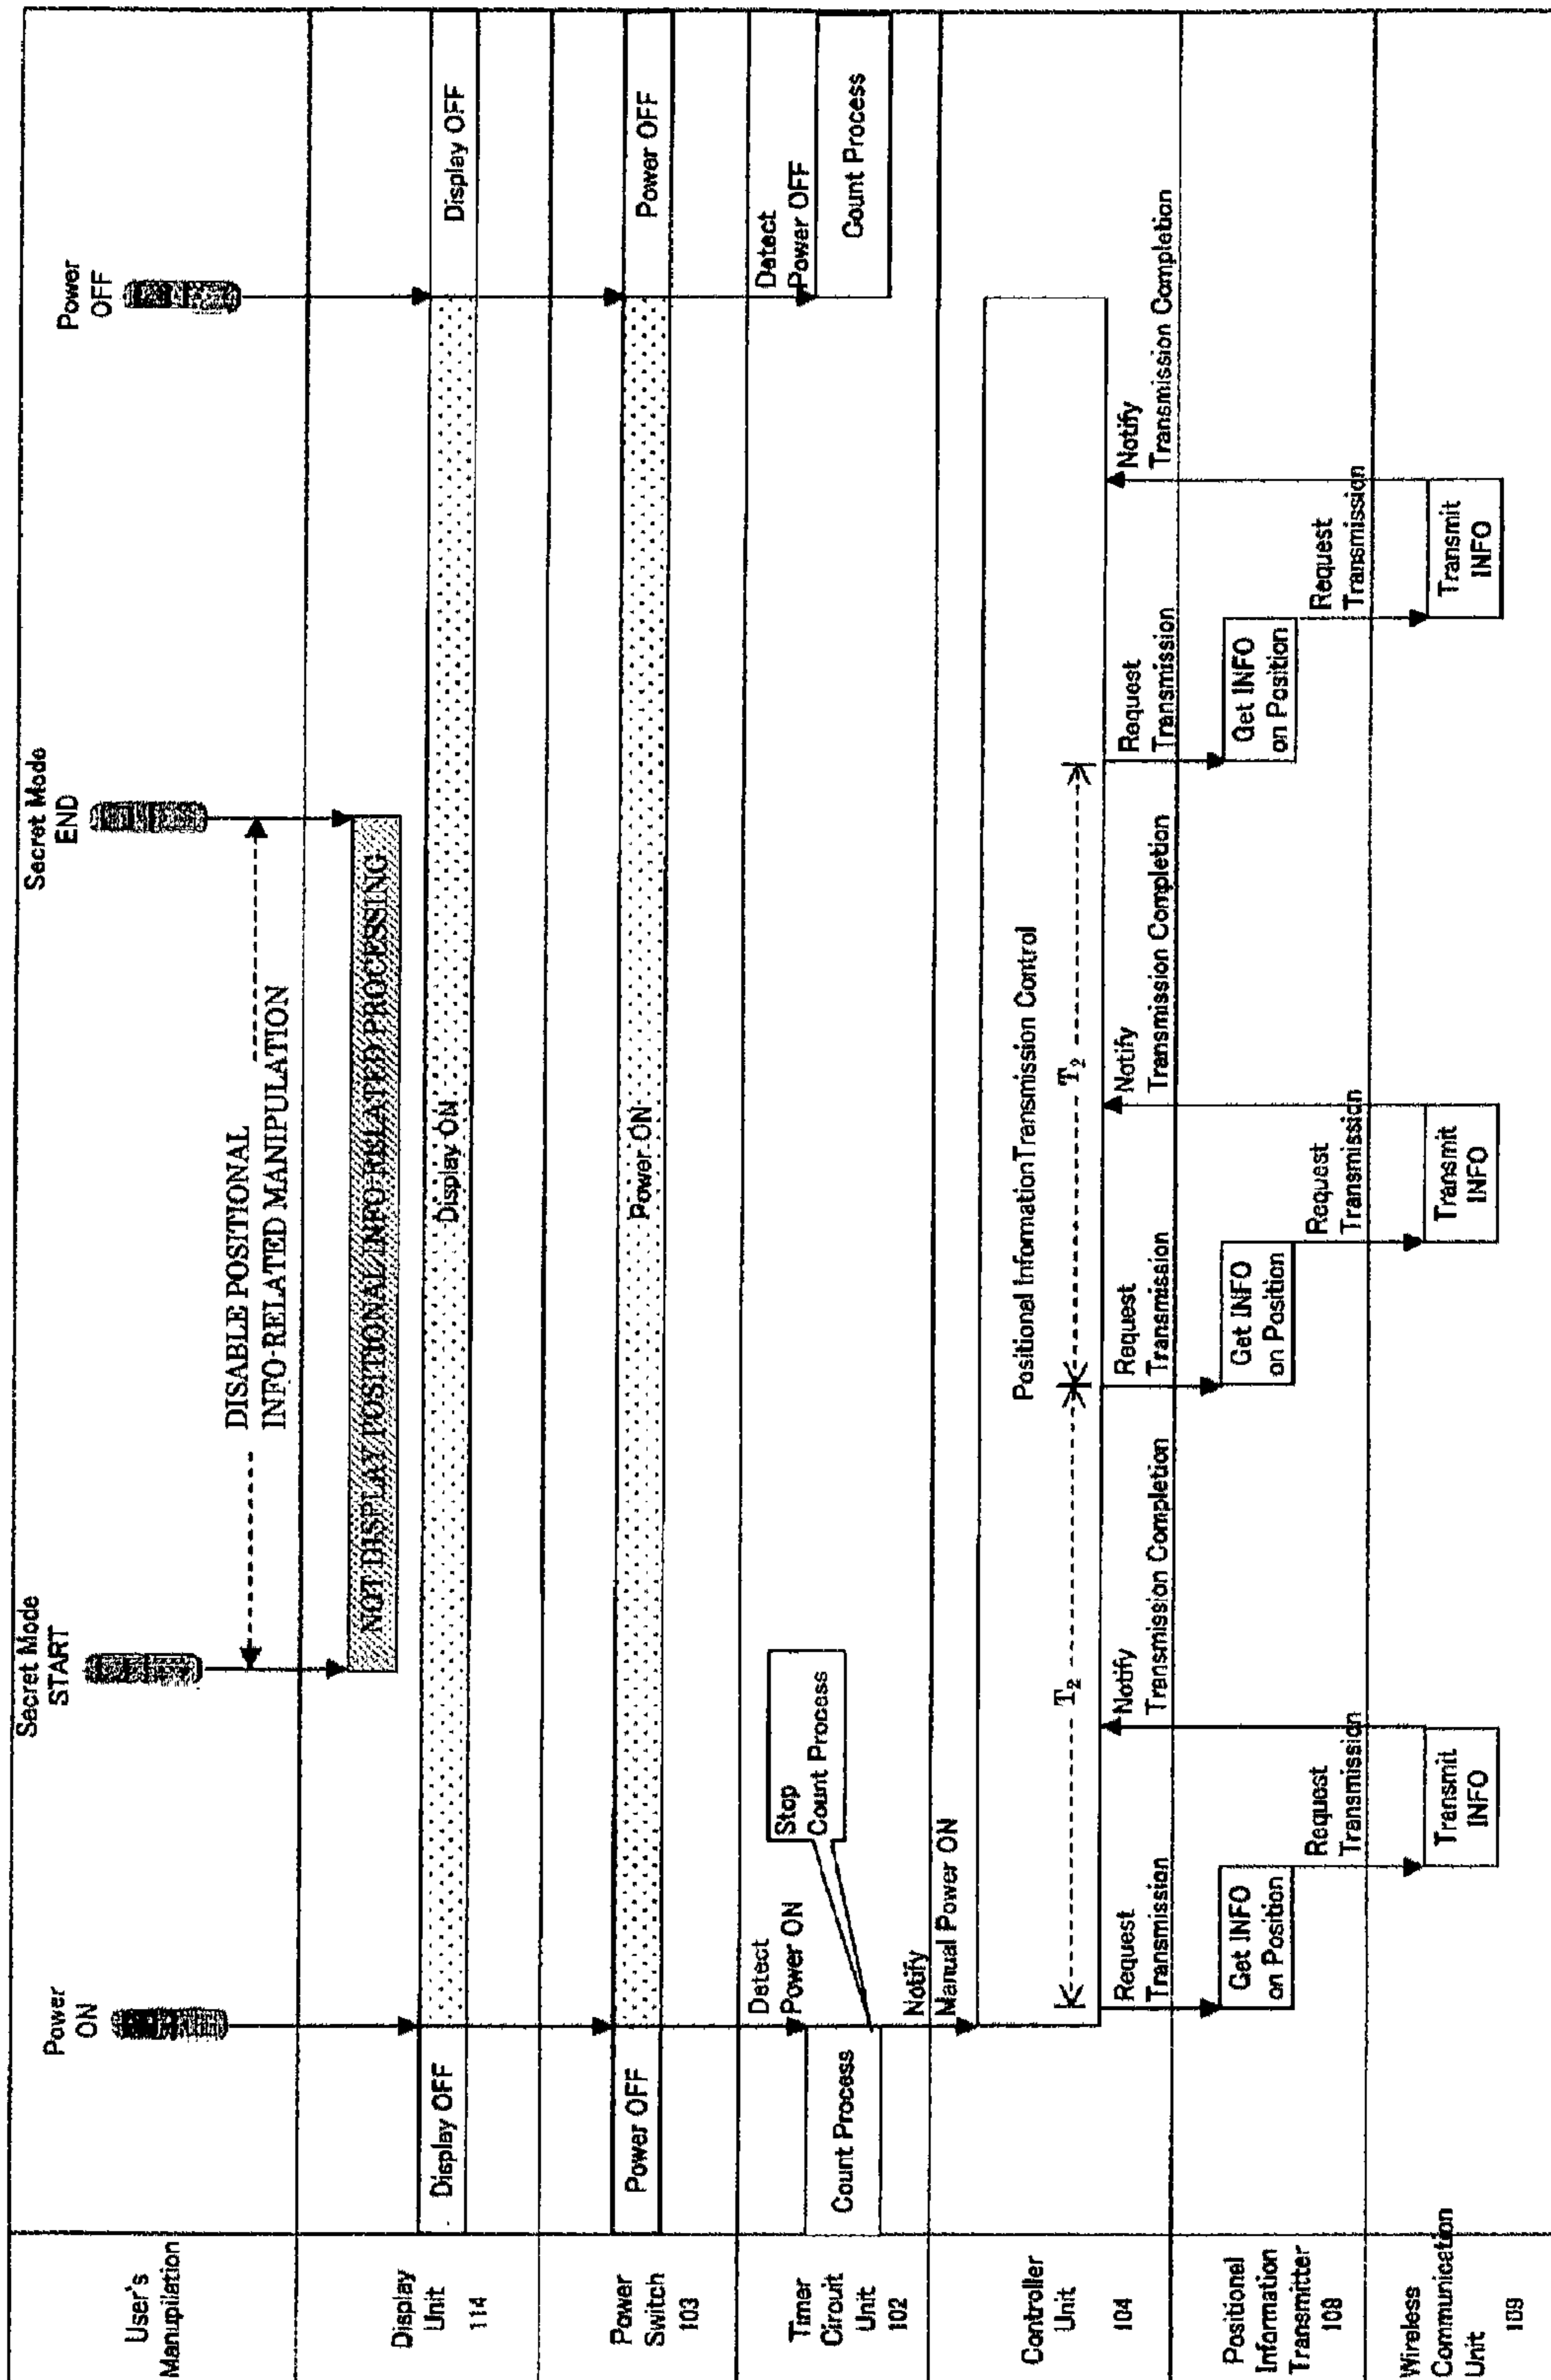 User's
Manupilation
Power
ON
Secret Mode
START
DISABLE POSITIONAL
INFO-RELATED MANIPULATION
Secret Mode
END
Power
OFF
Display
Unit
114
NOT DISPLAY POSITIONAL INFO-RELATED PROCESSING
Display OFF
Display ON
Display OFF
Power
Switch
103
Power OFF
Power ON
Power OFF
Timer
Circuit
Unit
102
Detect
Power ON
Count Process
Stop
Count Process
Detect
Power OFF
Count Process
Notify
Manual Power ON
Controller
Unit
104
Positional InformationTransmission Control
T2
T2
Request
Transmission
Notify
Transmission Completion
Request
Transmission
Notify
Transmission Completion
Request
Transmission
Notify
Transmission Completion
Positional
Information
Transmitter
108
Get INFO
on Position
Request
Transmission
Get INFO
on Position
Request
Transmission
Get INFO
on Position
Request
Transmission
Wireless
Communication
Unit
109
Transmit
INFO
Transmit
INFO
Transmit
INFO